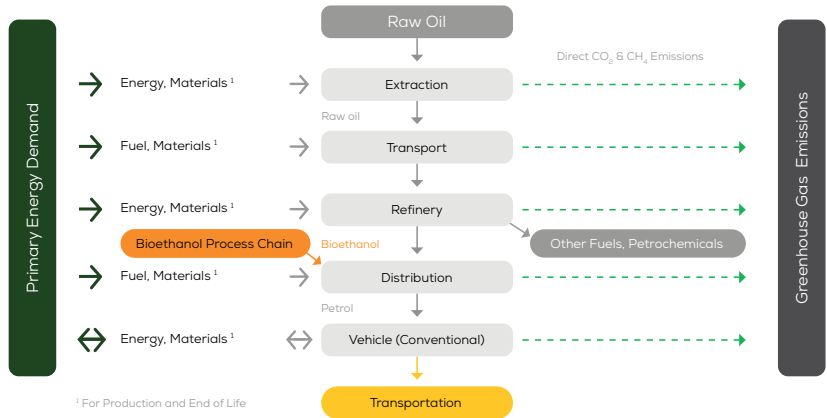 Raw Oil
Direct CO₂ & CH₄ Emissions
Energy, Materials ¹
Extraction
Raw oil
Fuel, Materials ¹
Transport
Energy, Materials ¹
Refinery
Bioethanol Process Chain
Bioethanol
Other Fuels, Petrochemicals
Fuel, Materials ¹
Distribution
Petrol
Energy, Materials ¹
Vehicle (Conventional)
¹ For Production and End of Life
Transportation
Primary Energy Demand
Greenhouse Gas Emissions